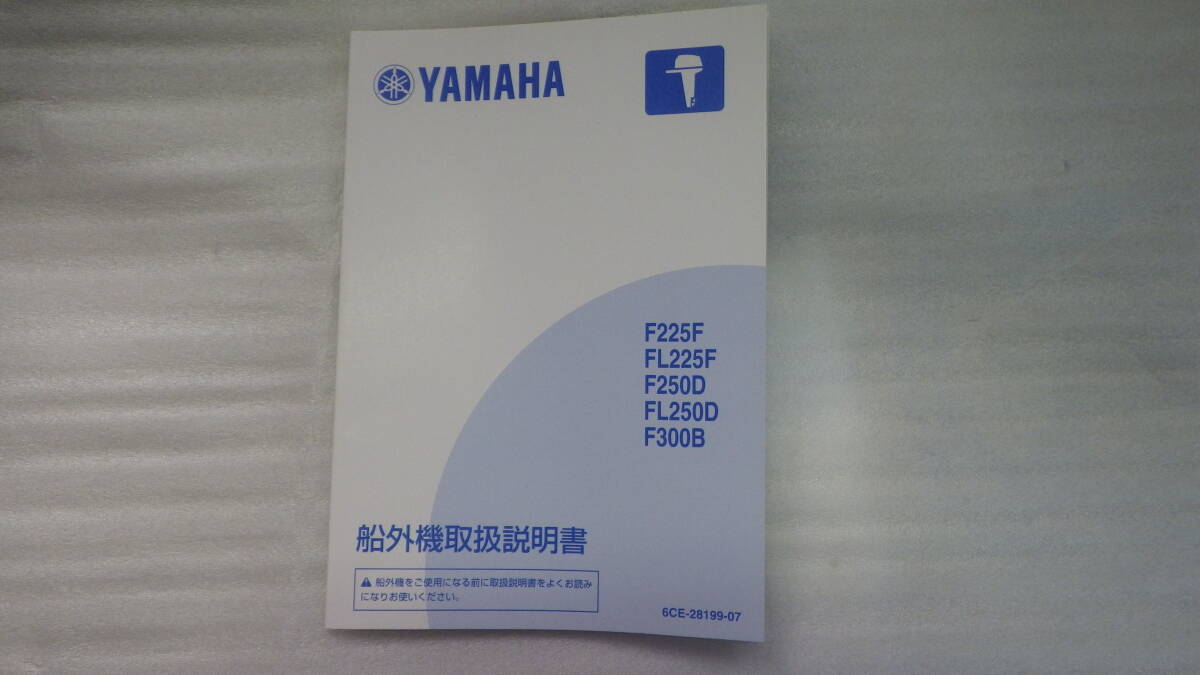 YAMAHA
F225F
FL225F
F250D
FL250D
F300B
船外機取扱説明書
⚠ 船外機をご使用になる前に取扱説明書をよくお読み
になりお使いください。
6CE-28199-07